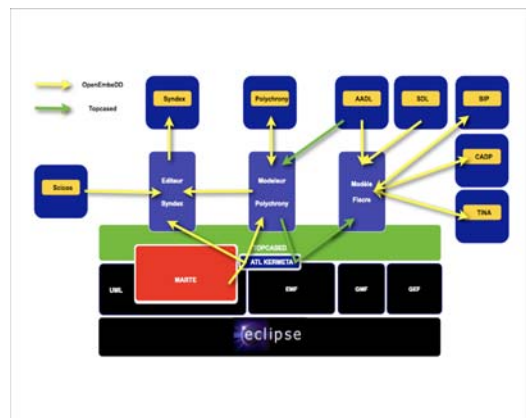 OpenEmbeDD
Topcased
Syndex
Polychrony
AADL
SDL
SIP
CADP
TINA
Scicos
Editeur
Syndex
Modeleur
Polychrony
Modèle
Fiacre
TOPCASED
ATL KERMETA
UML
MARTE
EMF
GMF
GEF
eclipse